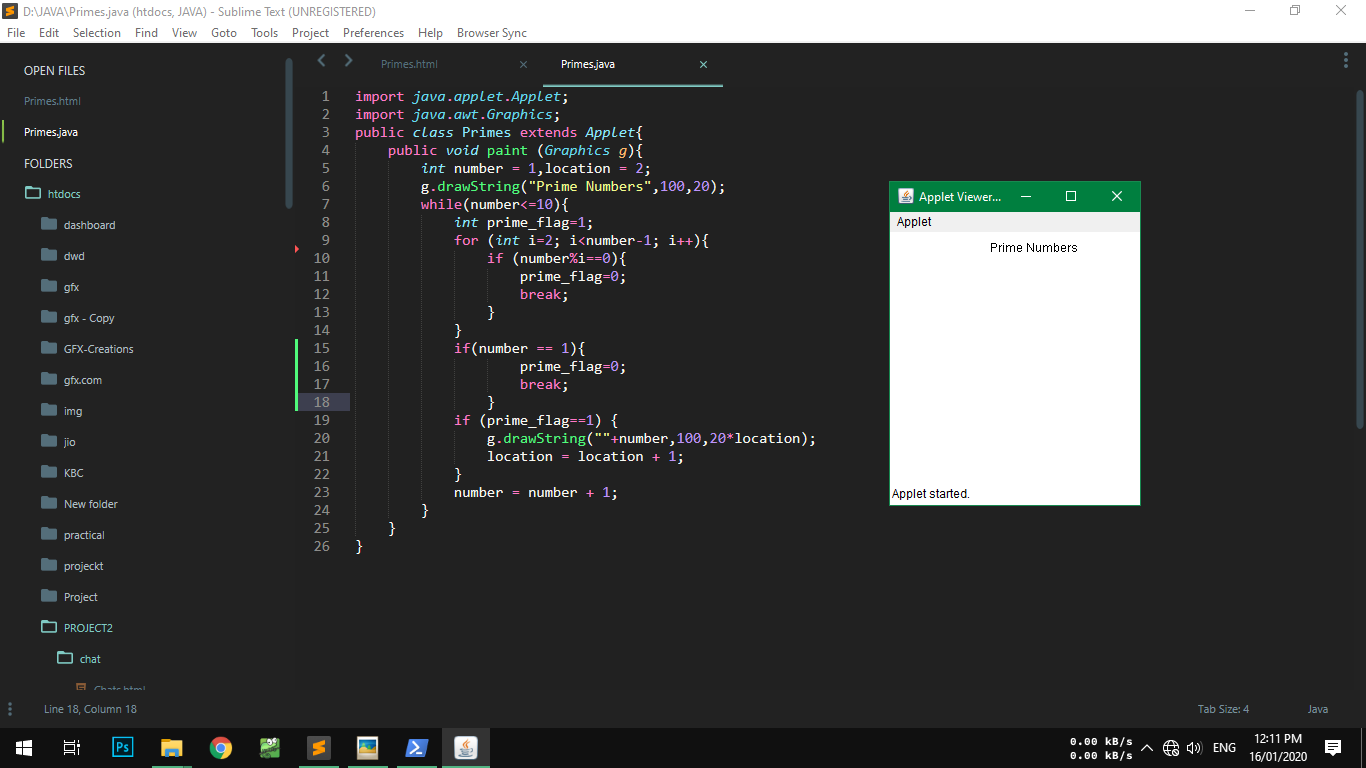 D:\JAVA\Primes.java (htdocs, JAVA) - Sublime Text (UNREGISTERED)
File Edit Selection Find View Goto Tools Project Preferences Help Browser Sync
OPEN FILES
Primes.html
Primes.java
FOLDERS
htdocs
dashboard
dwd
gfx
gfx - Copy
GFX-Creations
gfx.com
img
jio
KBC
New folder
practical
projeckt
Project
PROJECT2
chat
Chats.html
Primes.html
Primes.java
1 import java.applet.Applet;
2 import java.awt.Graphics;
3 public class Primes extends Applet{
4 public void paint (Graphics g){
5 int number = 1,location = 2;
6 g.drawString("Prime Numbers",100,20);
7 while(number<=10){
8 int prime_flag=1;
9 for (int i=2; i<number-1; i++){
10 if (number%i==0){
11 prime_flag=0;
12 break;
13 }
14 }
15 if(number == 1){
16 prime_flag=0;
17 break;
18 }
19 if (prime_flag==1) {
20 g.drawString(""+number,100,20*location);
21 location = location + 1;
22 }
23 number = number + 1;
24 }
25 }
26 }
Applet Viewer...
Applet
Prime Numbers
Applet started.
Line 18, Column 18
Tab Size: 4
Java
Ps
0.00 kB/s
0.00 kB/s
ENG
12:11 PM
16/01/2020